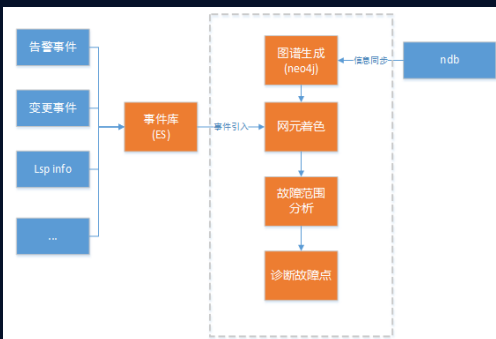 告警事件
变更事件
Lsp info
...
事件库
(ES)
事件引入
图谱生成
(neo4j)
信息同步
ndb
网元着色
故障范围
分析
诊断故障点